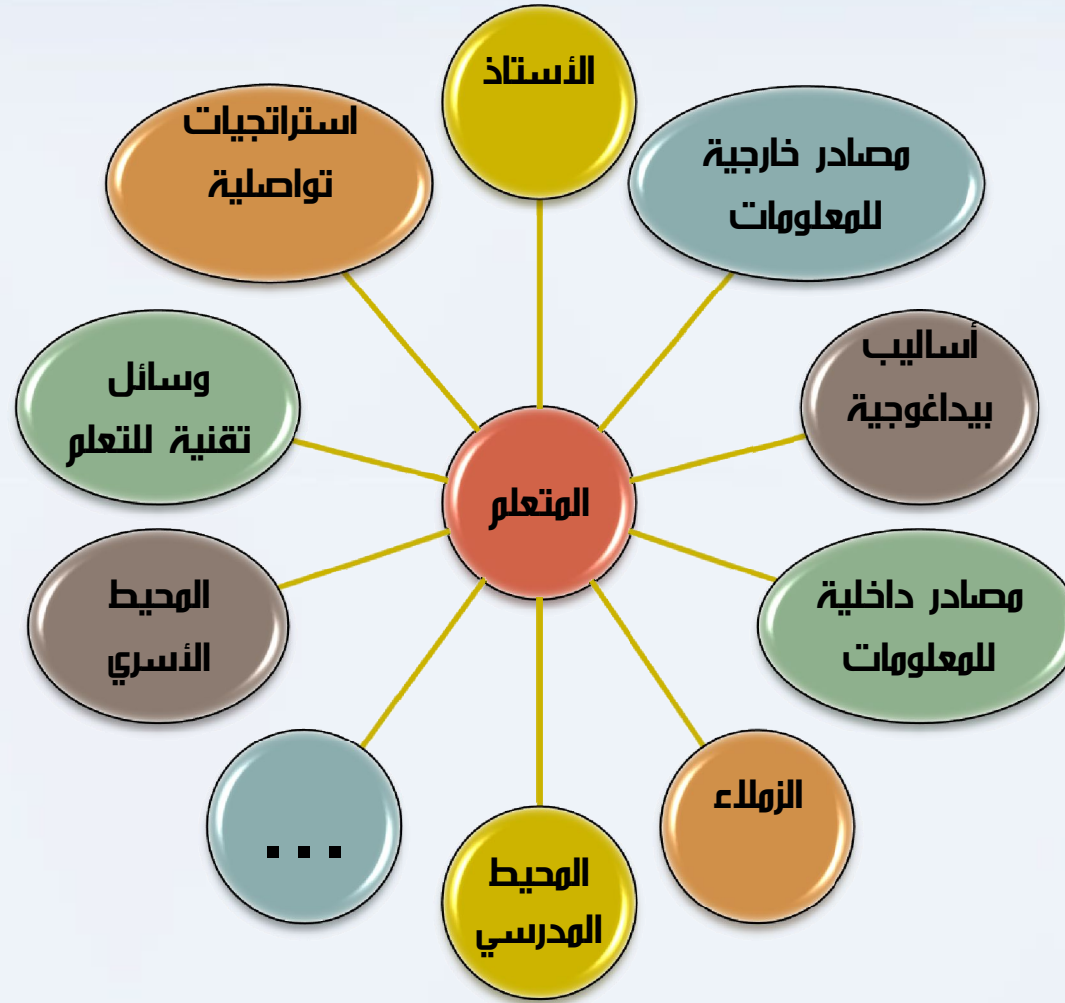 الأستاذ
مصادر خارجية
للمعلومات
أساليب
بيداغوجية
مصادر داخلية
للمعلومات
الزملاء
المحيط
المدرسي
...
المحيط
الأسري
وسائل
تقنية للتعلم
استراتجيات
تواصلية
المتعلم